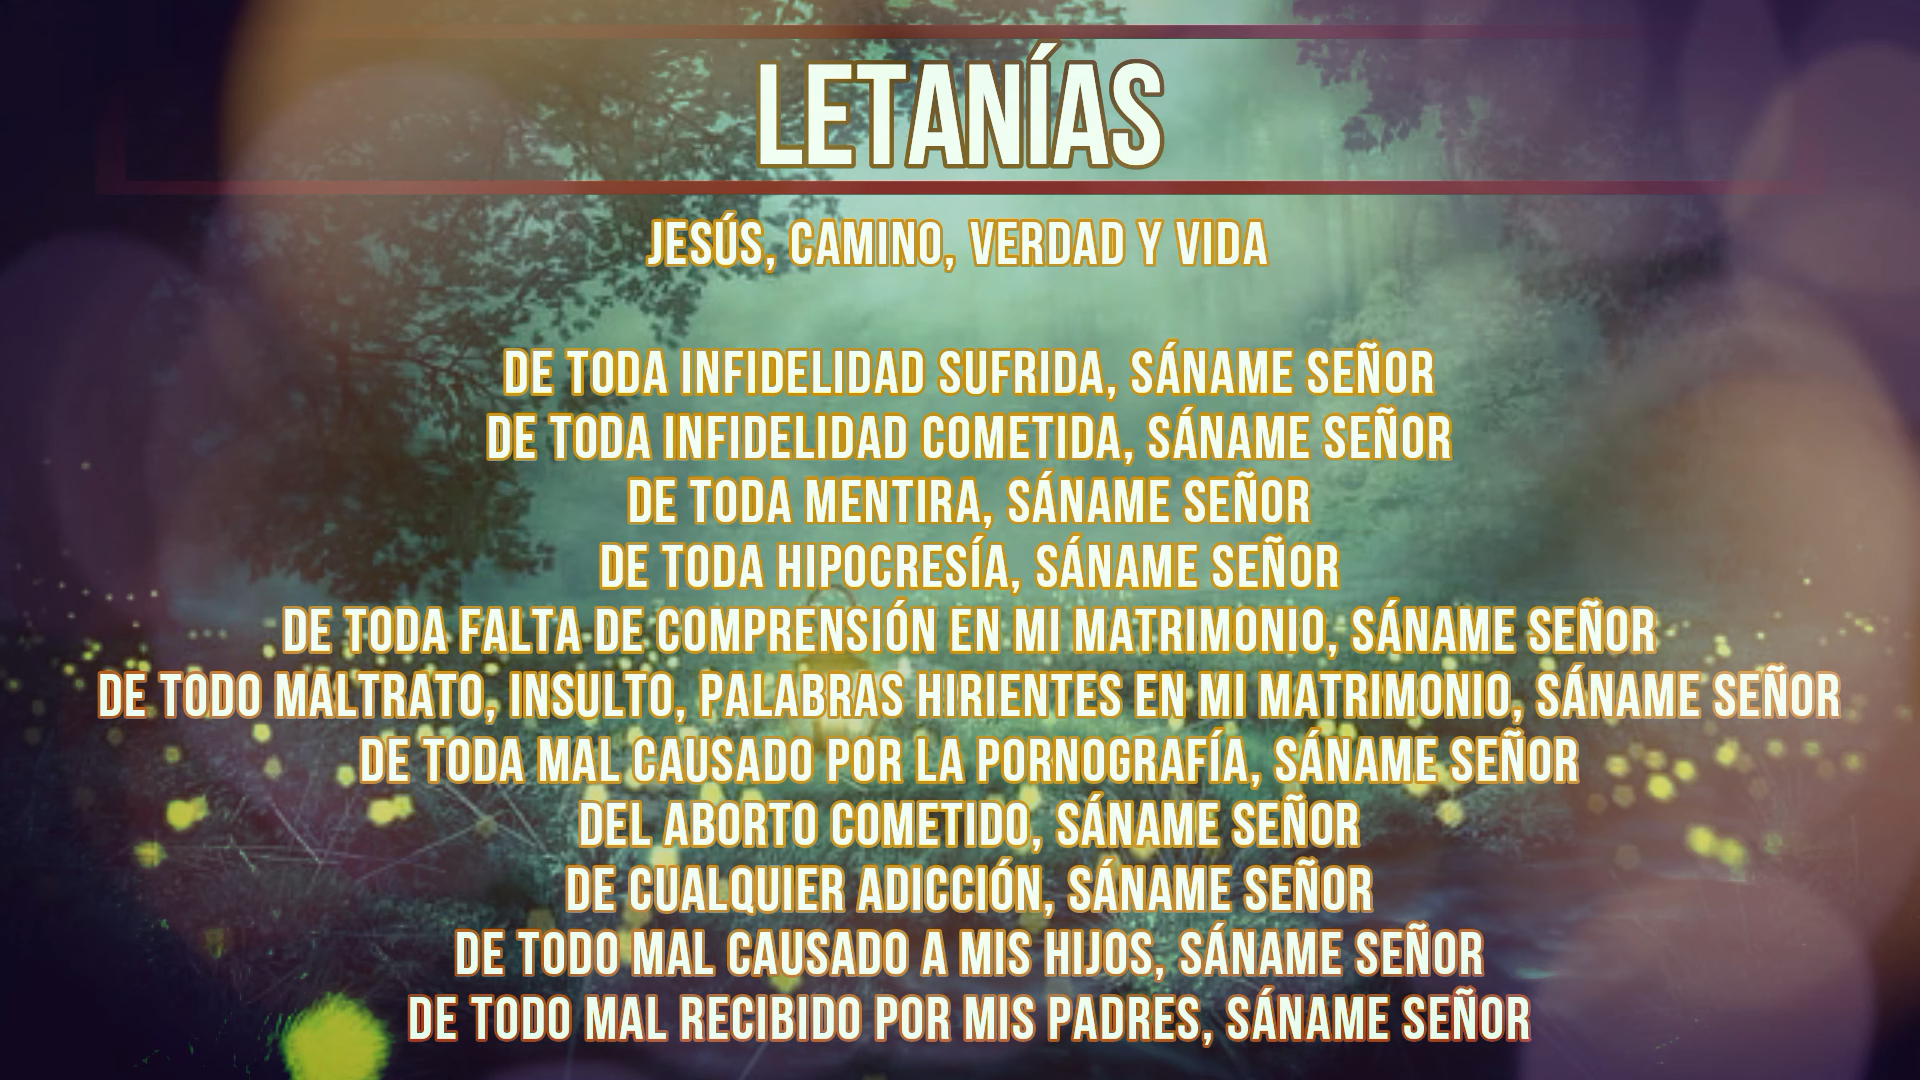 LETANÍAS
JESÚS, CAMINO, VERDAD Y VIDA
DE TODA INFIDELIDAD SUFRIDA, SÁNAME SEÑOR
DE TODA INFIDELIDAD COMETIDA, SÁNAME SEÑOR
DE TODA MENTIRA, SÁNAME SEÑOR
DE TODA HIPOCRESÍA, SÁNAME SEÑOR
DE TODA FALTA DE COMPRENSIÓN EN MI MATRIMONIO, SÁNAME SEÑOR
DE TODO MALTRATO, INSULTO, PALABRAS HIRIENTES EN MI MATRIMONIO, SÁNAME SEÑOR
DE TODA MAL CAUSADO POR LA PORNOGRAFÍA, SÁNAME SEÑOR
DEL ABORTO COMETIDO, SÁNAME SEÑOR
DE CUALQUIER ADICCIÓN, SÁNAME SEÑOR
DE TODO MAL CAUSADO A MIS HIJOS, SÁNAME SEÑOR
DE TODO MAL RECIBIDO POR MIS PADRES, SÁNAME SEÑOR